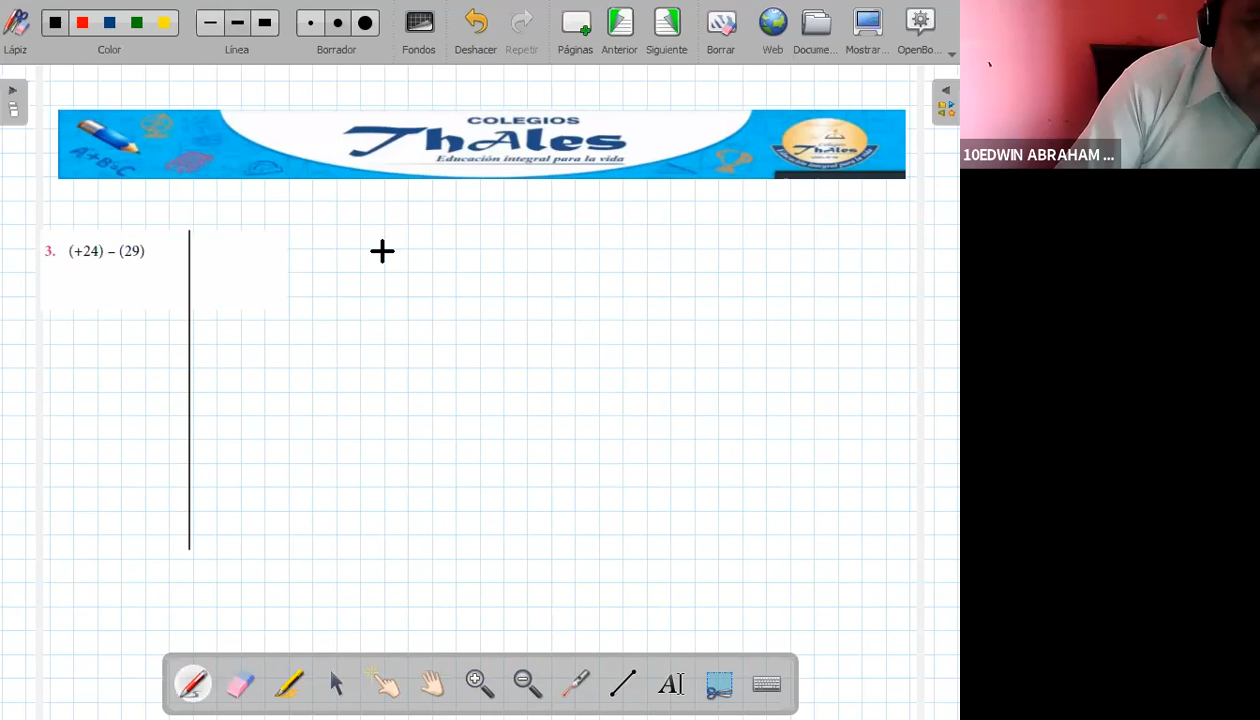 Lápiz
Color
Línea
Borrador
Fondos
Deshacer
Repetir
Páginas
Anterior
Siguiente
Borrar
Web
Docume...
Mostrar...
OpenBo...
COLEGIOS
Thales
Educación integral para la vida
A+B=C
3. (+24) – (29)
10EDWIN ABRAHAM ...